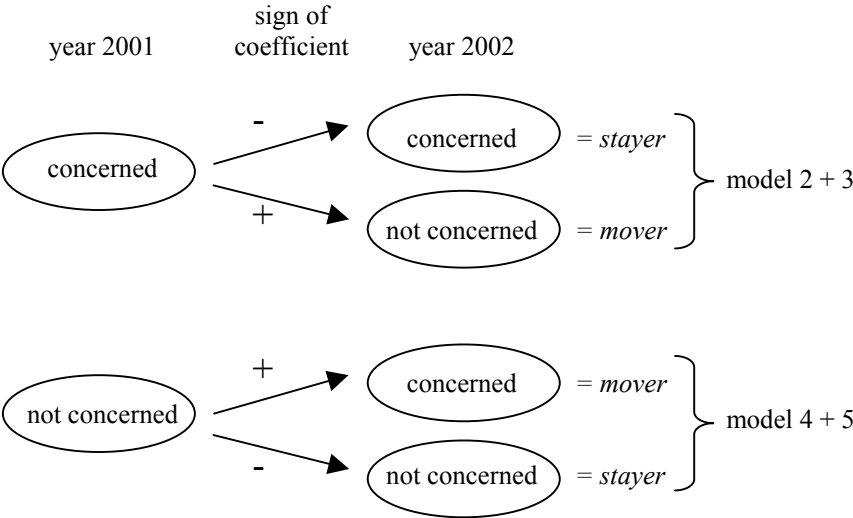 year 2001
sign of
coefficient
year 2002
concerned
-
concerned
= stayer
+
not concerned
= mover
model 2 + 3
not concerned
+
concerned
= mover
-
not concerned
= stayer
model 4 + 5